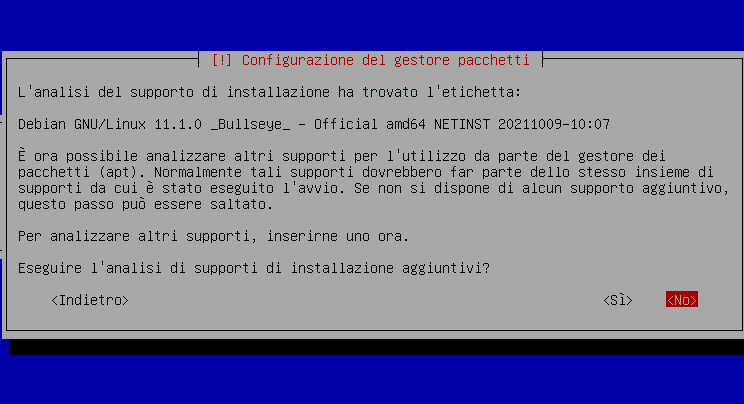 [!] Configurazione del gestore pacchetti
L'analisi del supporto di installazione ha trovato l'etichetta:
Debian GNU/Linux 11.1.0 _Bullseye_ - Official amd64 NETINST 20211009-10:07
È ora possibile analizzare altri supporti per l'utilizzo da parte del gestore dei
pacchetti (apt). Normalmente tali supporti dovrebbero far parte dello stesso insieme di
supporti da cui è stato eseguito l'avvio. Se non si dispone di alcun supporto aggiuntivo,
questo passo può essere saltato.
Per analizzare altri supporti, inserirne uno ora.
Eseguire l'analisi di supporti di installazione aggiuntivi?
<Indietro> <Sì> <No>